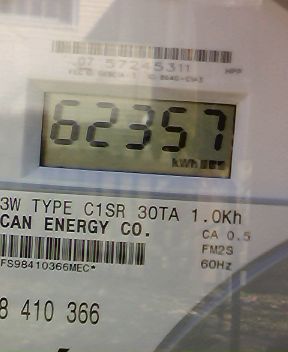 07 57245311
HPP
62357
kWh
3W TYPE C1SR 30TA 1.0Kh
CAN ENERGY CO.
CA 0.5
FM2S
60Hz
FS98410366MEC*
8 410 366